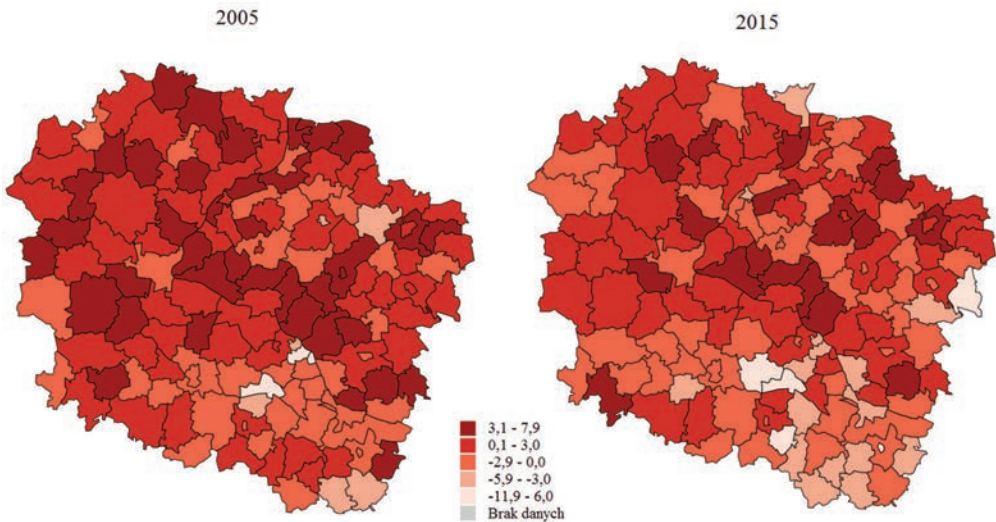 2005
2015
3,1 - 7,9
0,1 - 3,0
-2,9 - 0,0
-5,9 - -3,0
-11,9 - 6,0
Brak danych